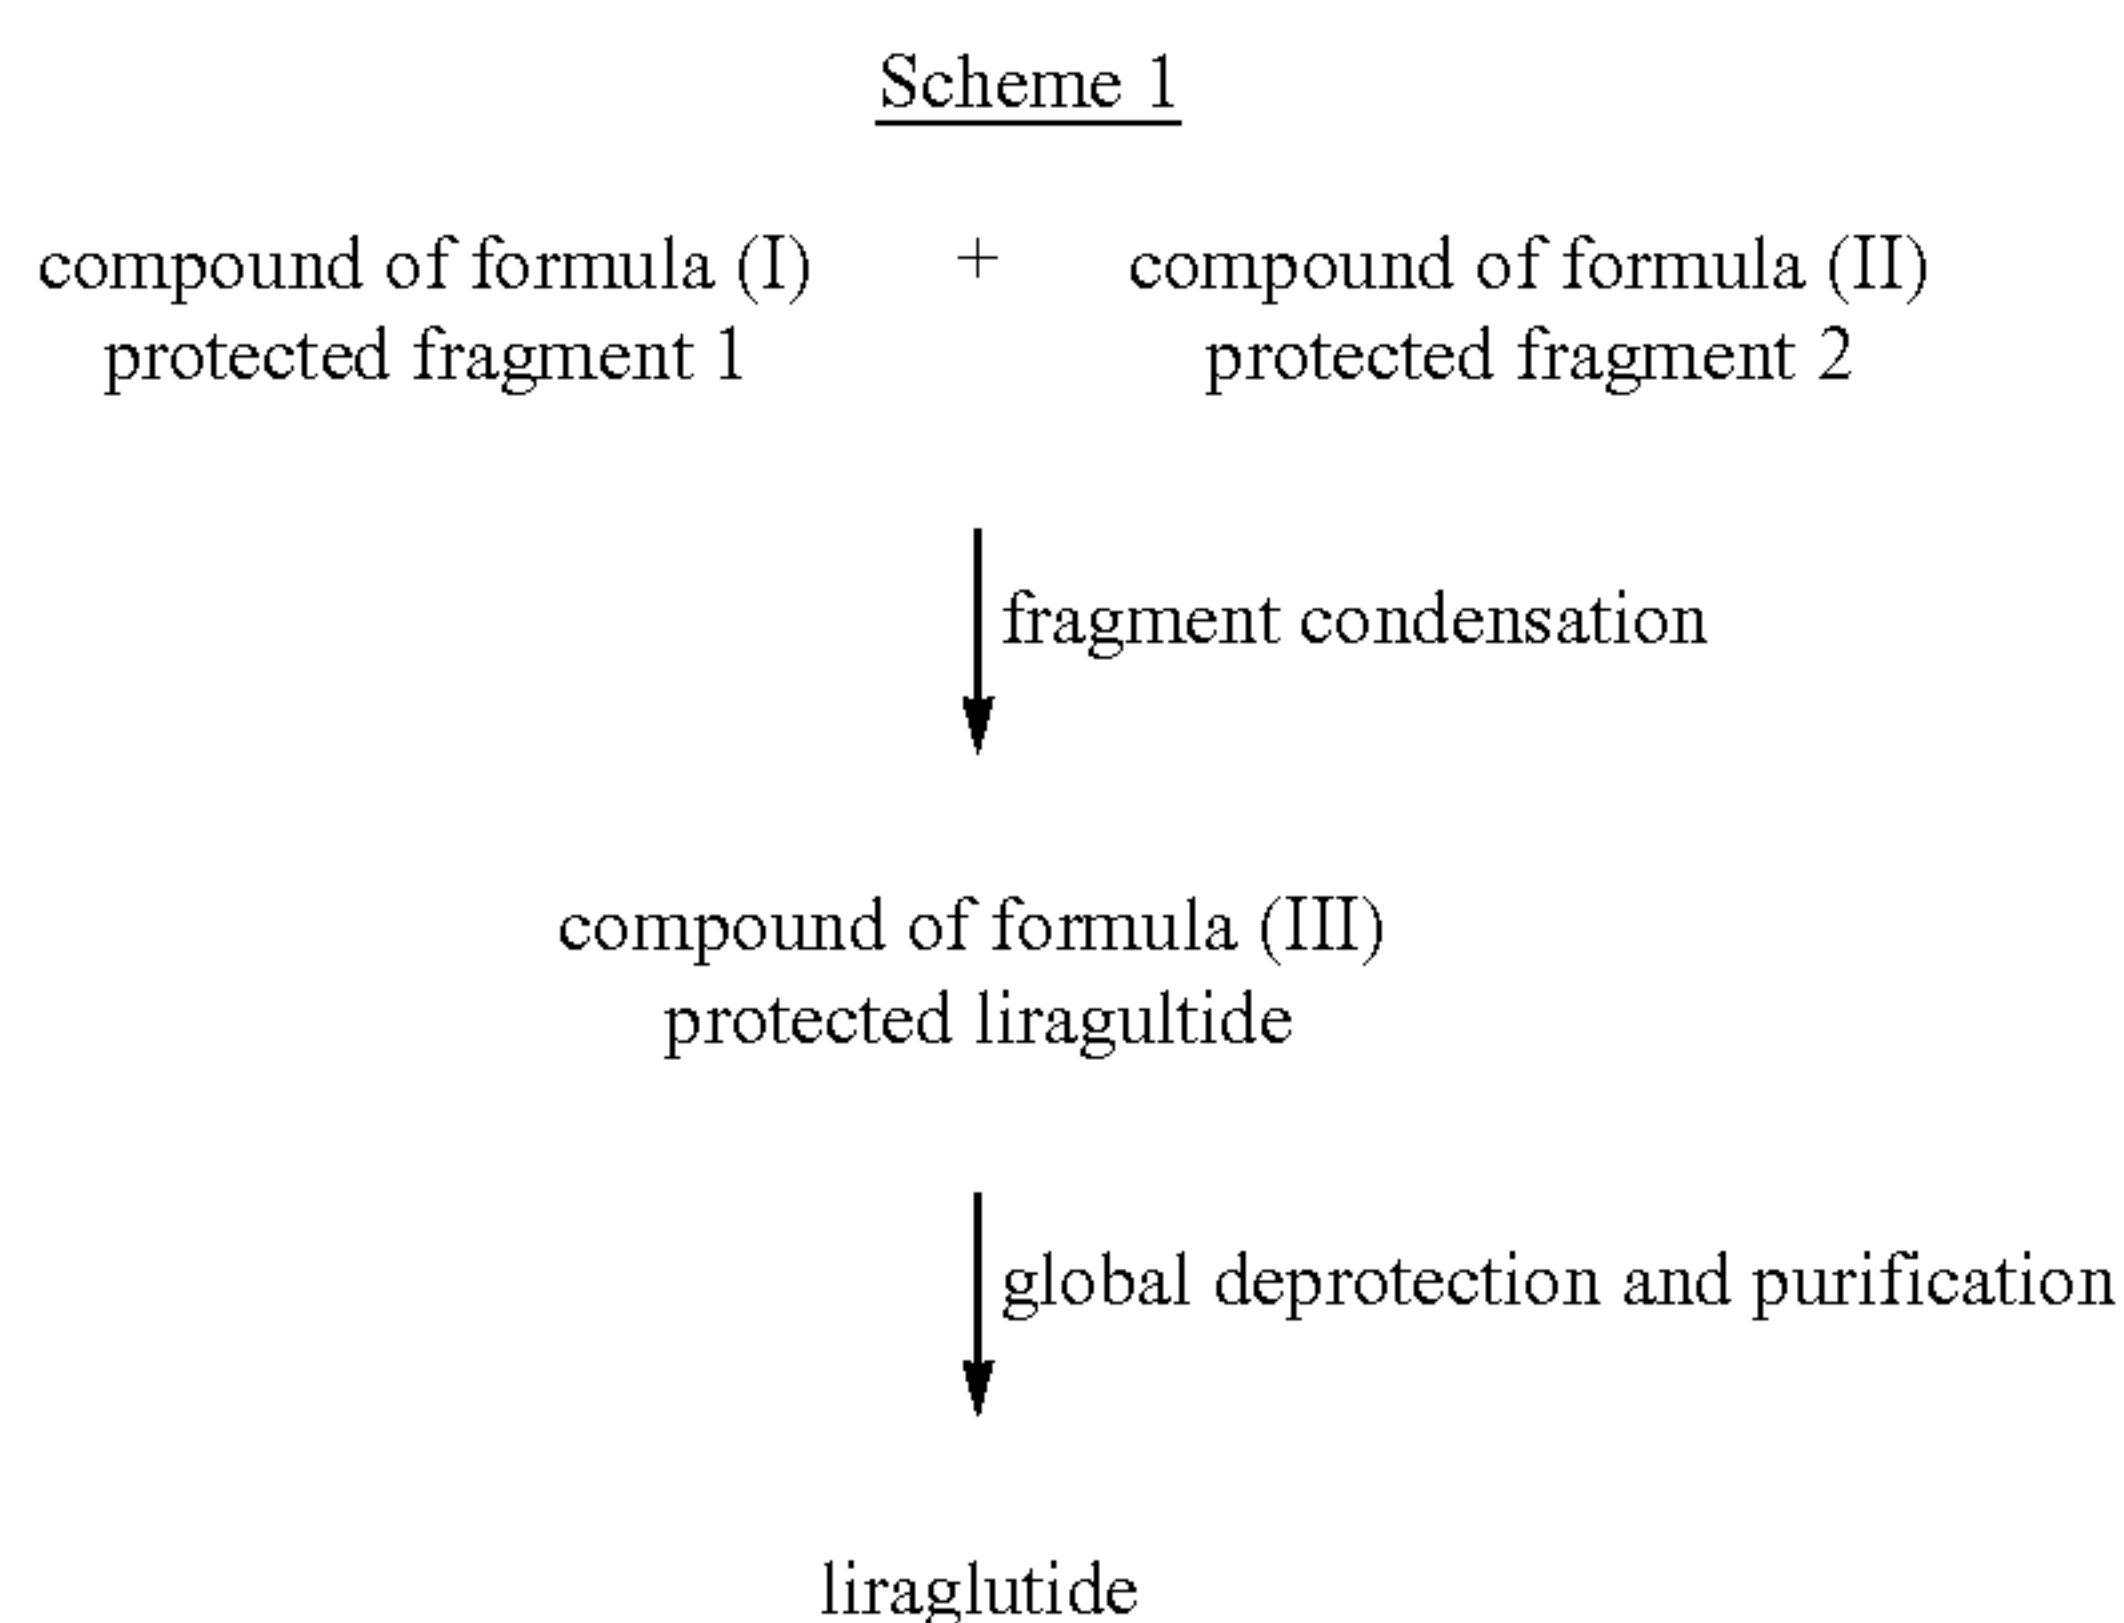 Scheme 1
compound of formula (I) + compound of formula (II)
protected fragment 1 protected fragment 2
fragment condensation
compound of formula (III)
protected liragultide
global deprotection and purification
liraglutide